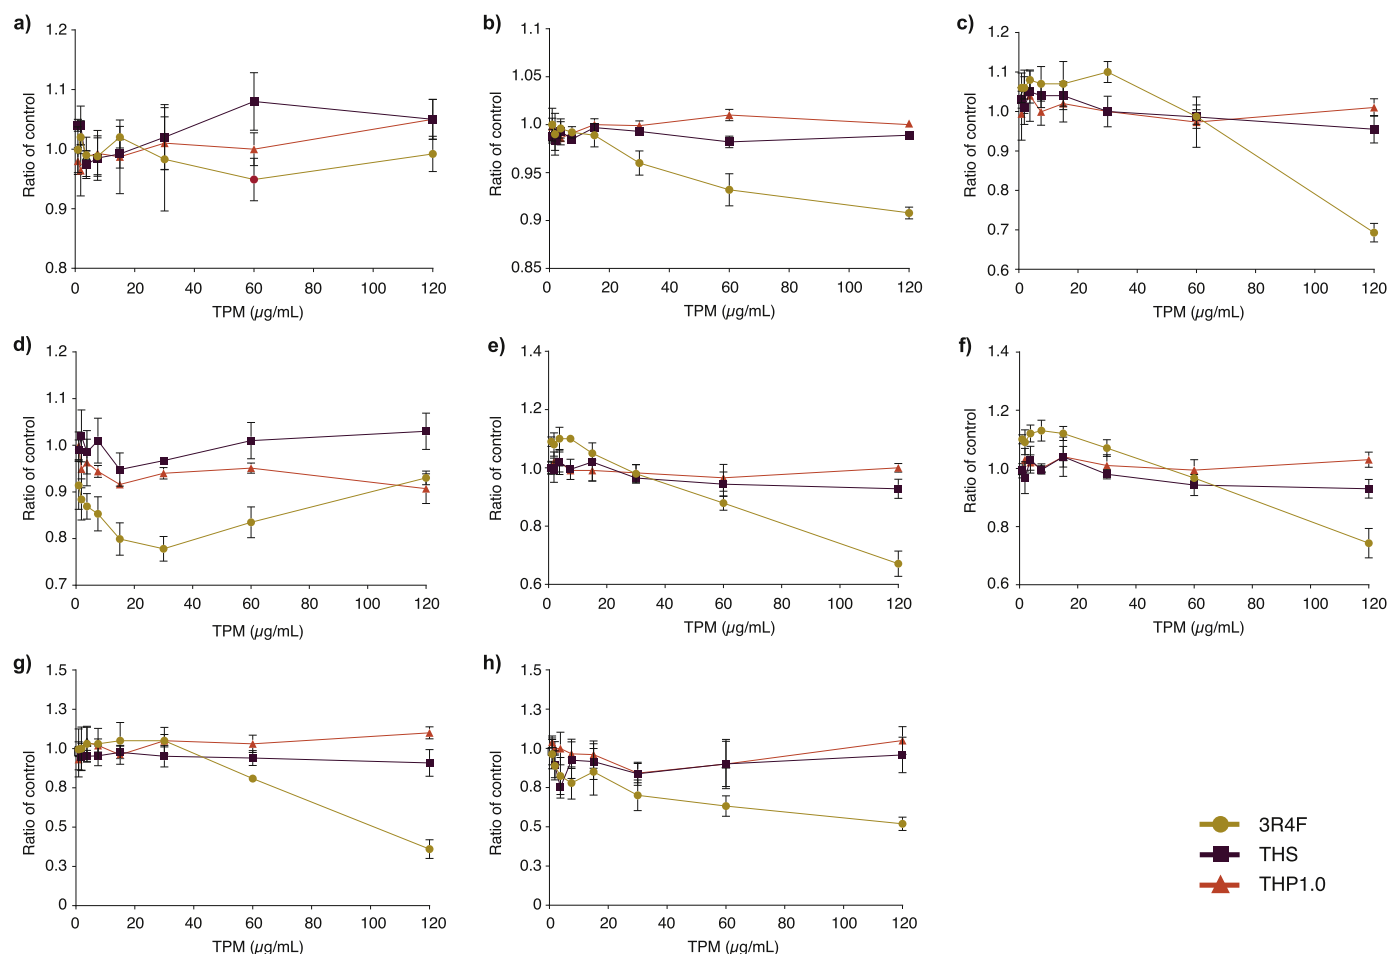 a)
1.2
1.1
1.0
0.9
0.8
Ratio of control
0 20 40 60 80 100 120
TPM (µg/mL)
b)
1.1
1.05
1.0
0.95
0.9
0.85
Ratio of control
0 20 40 60 80 100 120
TPM (µg/mL)
c)
1.2
1.1
1.0
0.9
0.8
0.7
0.6
Ratio of control
0 20 40 60 80 100 120
TPM (µg/mL)
d)
1.2
1.1
1.0
0.9
0.8
0.7
Ratio of control
0 20 40 60 80 100 120
TPM (µg/mL)
e)
1.4
1.2
1.0
0.8
0.6
Ratio of control
0 20 40 60 80 100 120
TPM (µg/mL)
f)
1.4
1.2
1.0
0.8
0.6
Ratio of control
0 20 40 60 80 100 120
TPM (µg/mL)
g)
1.5
1.3
1.0
0.8
0.5
0.3
0
Ratio of control
0 20 40 60 80 100 120
TPM (µg/mL)
h)
1.5
1.3
1.0
0.8
0.5
0.3
0
Ratio of control
0 20 40 60 80 100 120
TPM (µg/mL)
3R4F
THS
THP1.0